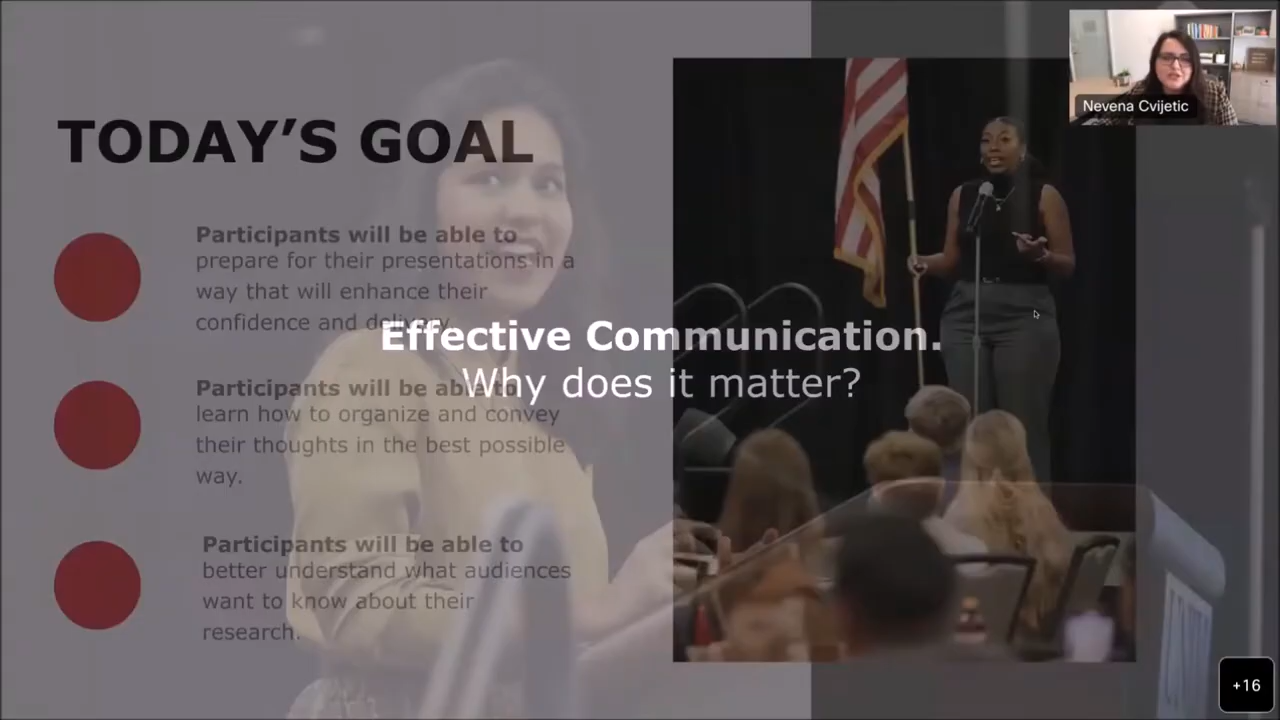 Nevena Cvijetic
TODAY'S GOAL
Participants will be able to
prepare for their presentations in a
way that will enhance their
confidence and delivery.
Effective Communication.
Why does it matter?
Participants will be able to
learn how to organize and convey
their thoughts in the best possible
way.
Participants will be able to
better understand what audiences
want to know about their
research.
+16